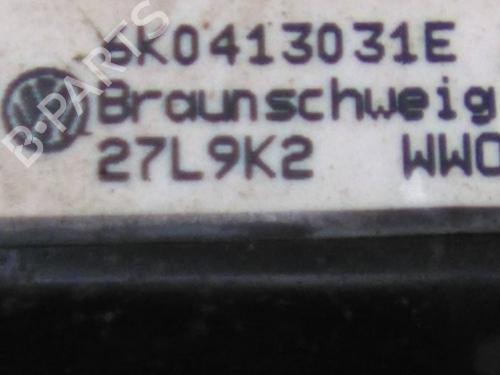 6K0413031E
Braunschweig
27L9K2 WWO
B-PARTS